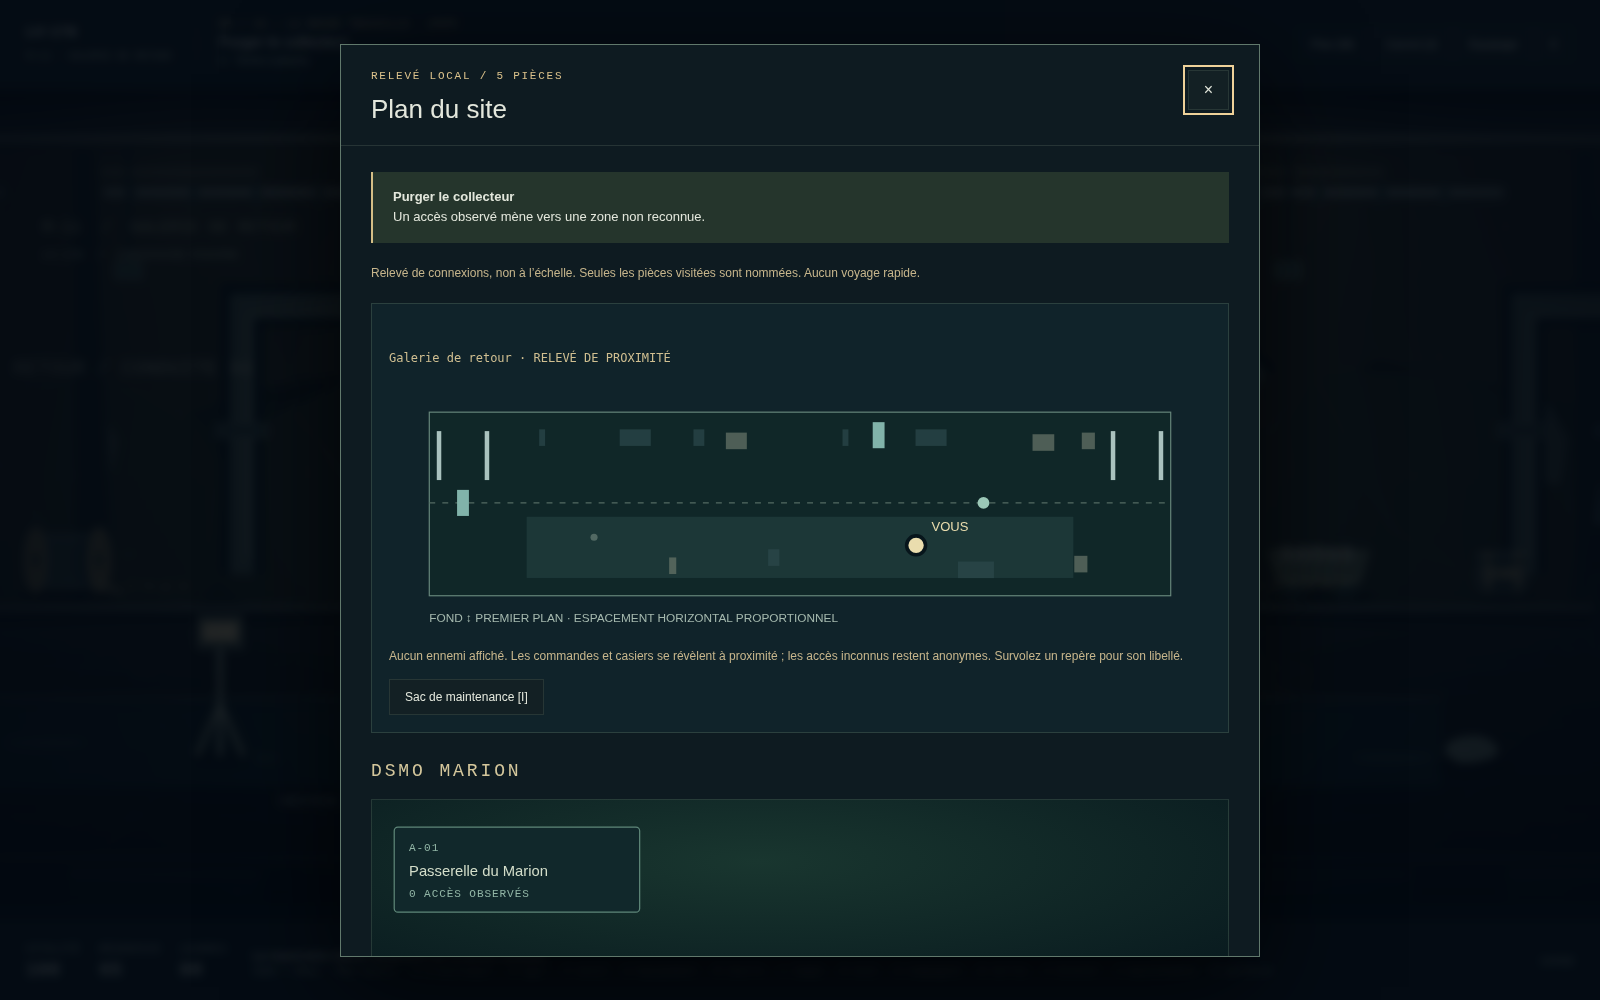 RELEVÉ LOCAL / 5 PIÈCES
Plan du site
×
Purger le collecteur
Un accès observé mène vers une zone non reconnue.
Relevé de connexions, non à l’échelle. Seules les pièces visitées sont nommées. Aucun voyage rapide.
Galerie de retour · RELEVÉ DE PROXIMITÉ
VOUS
FOND ↕ PREMIER PLAN · ESPACEMENT HORIZONTAL PROPORTIONNEL
Aucun ennemi affiché. Les commandes et casiers se révèlent à proximité ; les accès inconnus restent anonymes. Survolez un repère pour son libellé.
Sac de maintenance [I]
DSMO MARION
A-01
Passerelle du Marion
0 ACCÈS OBSERVÉS